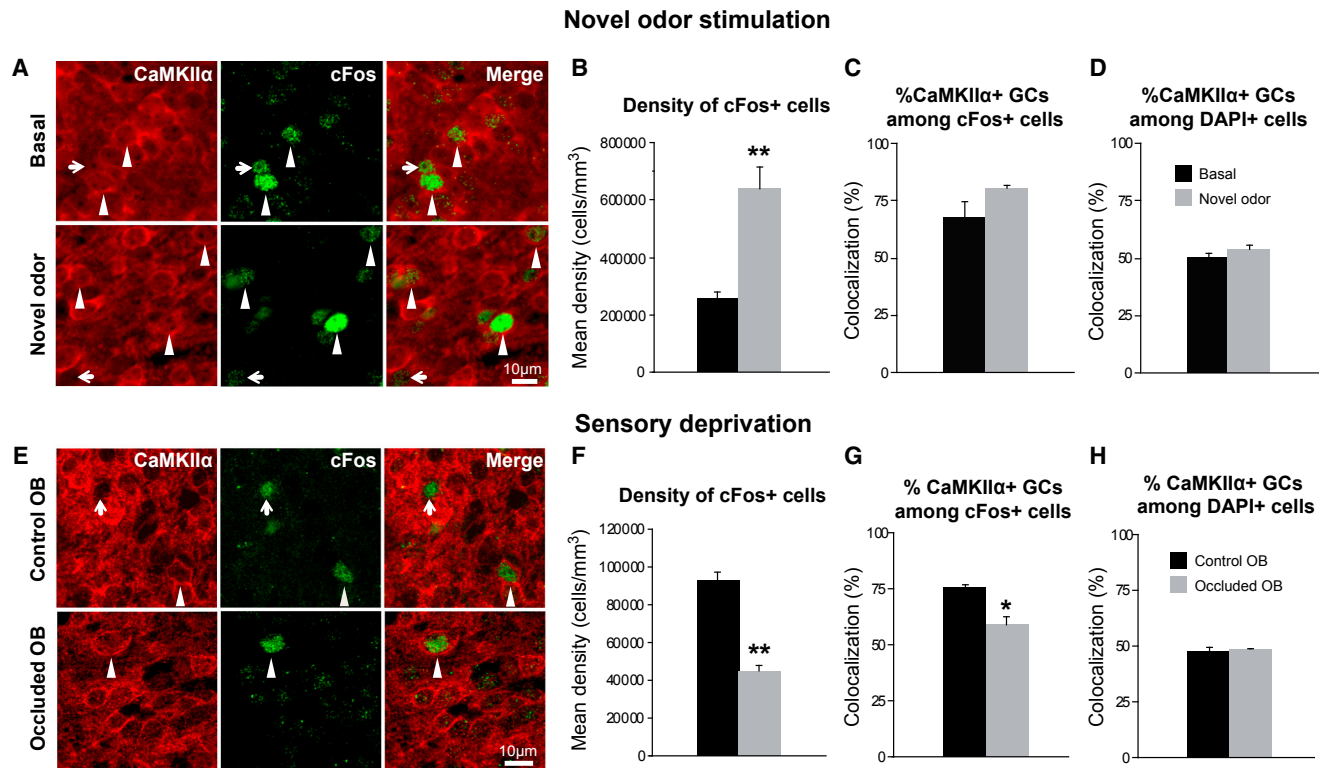 Novel odor stimulation
A
CaMKIIα
cFos
Merge
Basal
Novel odor
10µm
B
Density of cFos+ cells
Mean density (cells/mm³)
800000
600000
400000
200000
0
**
C
%CaMKIIα+ GCs
among cFos+ cells
Colocalization (%)
100
75
50
25
0
D
%CaMKIIα+ GCs
among DAPI+ cells
Colocalization (%)
100
75
50
25
0
Basal
Novel odor
Sensory deprivation
E
CaMKIIα
cFos
Merge
Control OB
Occluded OB
10µm
F
Density of cFos+ cells
Mean density (cells/mm³)
120000
100000
80000
60000
40000
20000
0
**
G
% CaMKIIα+ GCs
among cFos+ cells
Colocalization (%)
100
75
50
25
0
*
H
% CaMKIIα+ GCs
among DAPI+ cells
Colocalization (%)
100
75
50
25
0
Control OB
Occluded OB